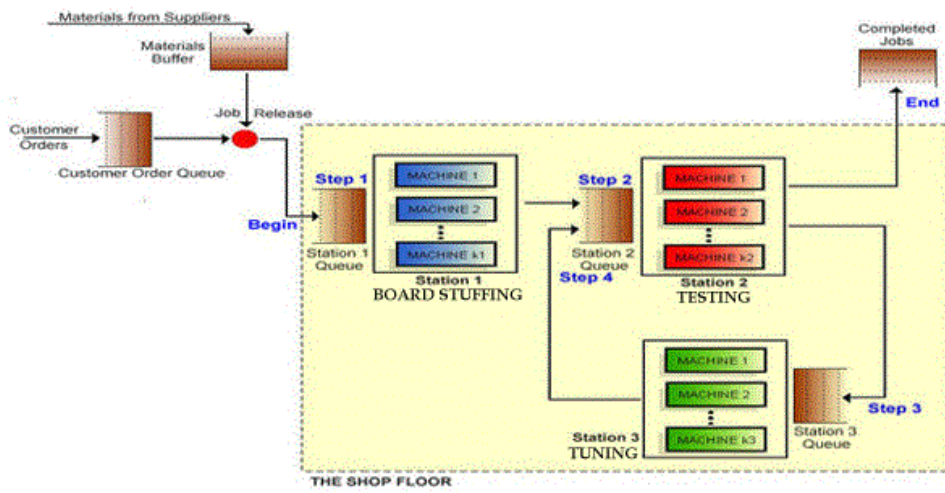 Materials from Suppliers
Materials
Buffer
Completed
Jobs
Job Release
End
Customer
Orders
Customer Order Queue
Begin
Step 1
Station 1
Queue
MACHINE 1
MACHINE 2
MACHINE k1
Station 1
BOARD STUFFING
Step 2
Station 2
Queue
Step 4
MACHINE 1
MACHINE 2
MACHINE k2
Station 2
TESTING
MACHINE 1
MACHINE 2
MACHINE k3
Station 3
TUNING
Step 3
Station 3
Queue
THE SHOP FLOOR